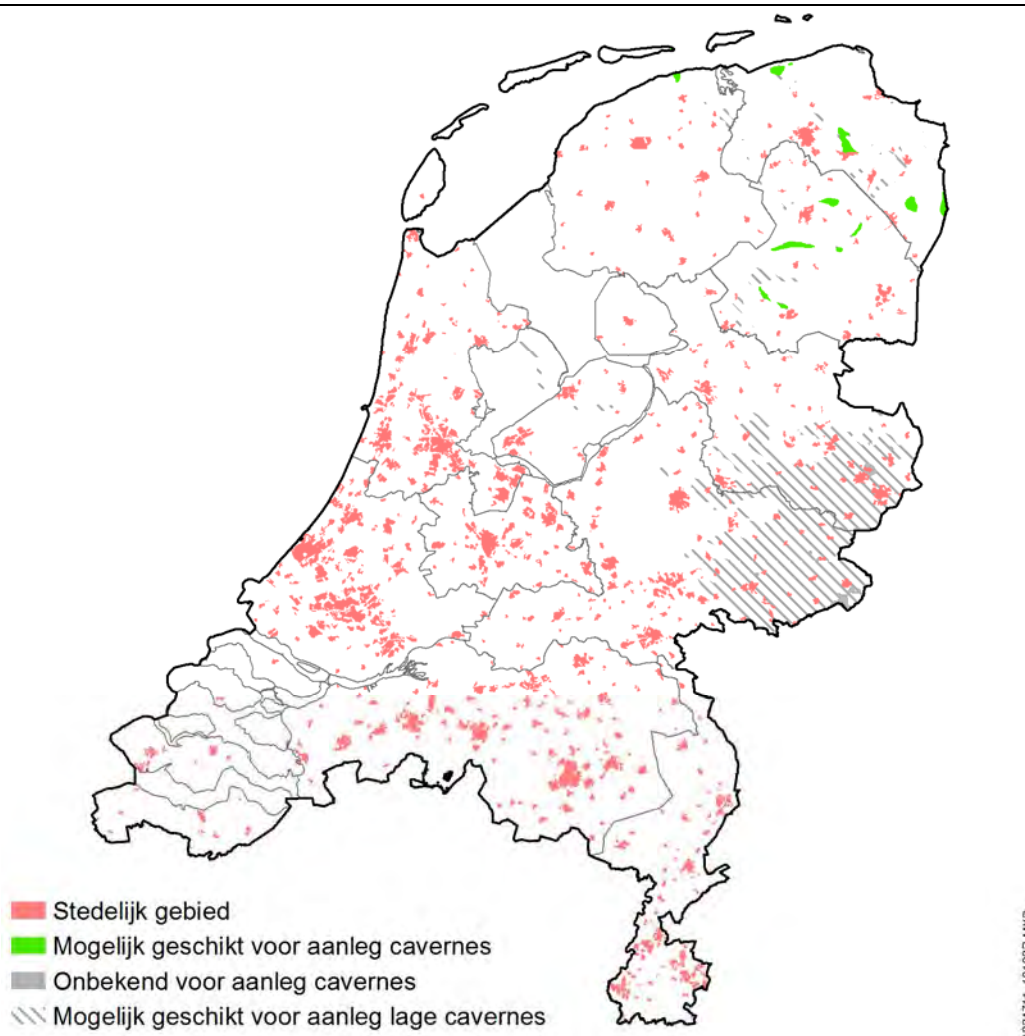 Stedelijk gebied
Mogelijk geschikt voor aanleg cavernes
Onbekend voor aanleg cavernes
Mogelijk geschikt voor aanleg lage cavernes